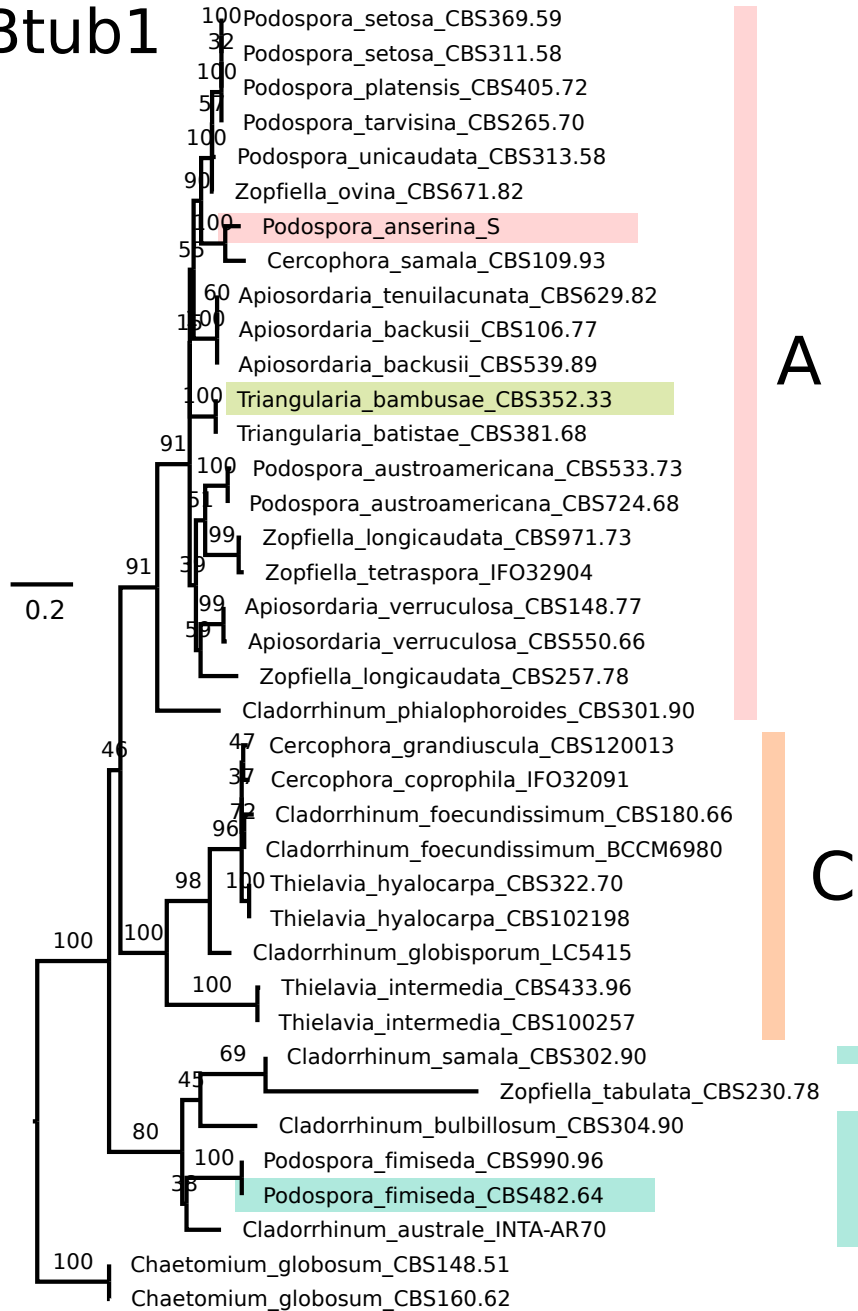 Btub1
100
Podospora_setosa_CBS369.59
32
Podospora_setosa_CBS311.58
100
Podospora_platensis_CBS405.72
57
Podospora_tarvisina_CBS265.70
100
Podospora_unicaudata_CBS313.58
90
Zopfiella_ovina_CBS671.82
100
Podospora_anserina_S
55
Cercophora_samala_CBS109.93
60
Apiosordaria_tenuilacunata_CBS629.82
100
Apiosordaria_backusii_CBS106.77
Apiosordaria_backusii_CBS539.89
A
100
Triangularia_bambusae_CBS352.33
Triangularia_batistae_CBS381.68
91
100
Podospora_austroamericana_CBS533.73
51
Podospora_austroamericana_CBS724.68
99
Zopfiella_longicaudata_CBS971.73
91
39
Zopfiella_tetraspora_IFO32904
0.2
99
Apiosordaria_verruculosa_CBS148.77
59
Apiosordaria_verruculosa_CBS550.66
Zopfiella_longicaudata_CBS257.78
Cladorrhinum_phialophoroides_CBS301.90
46
47
Cercophora_grandiuscula_CBS120013
37
Cercophora_coprophila_IFO32091
72
Cladorrhinum_foecundissimum_CBS180.66
96
Cladorrhinum_foecundissimum_BCCM6980
98
100
Thielavia_hyalocarpa_CBS322.70
C
Thielavia_hyalocarpa_CBS102198
100
100
Cladorrhinum_globisporum_LC5415
100
Thielavia_intermedia_CBS433.96
Thielavia_intermedia_CBS100257
69
Cladorrhinum_samala_CBS302.90
45
Zopfiella_tabulata_CBS230.78
80
Cladorrhinum_bulbillosum_CBS304.90
100
Podospora_fimiseda_CBS990.96
38
Podospora_fimiseda_CBS482.64
Cladorrhinum_australe_INTA-AR70
100
Chaetomium_globosum_CBS148.51
Chaetomium_globosum_CBS160.62